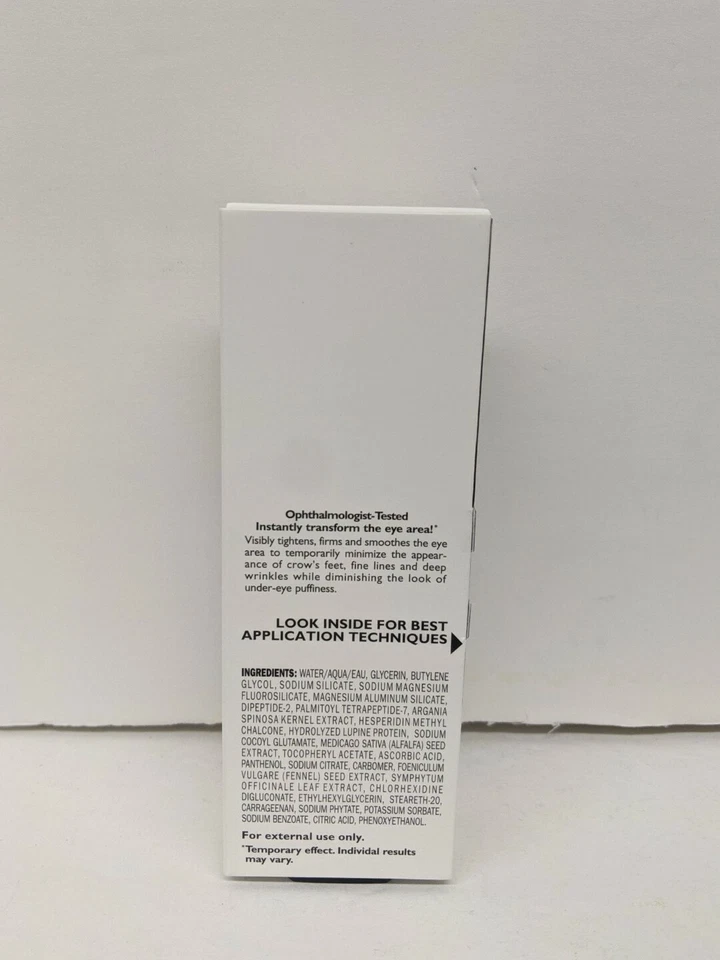 Ophthalmologist-Tested
Instantly transform the eye area!*
Visibly tightens, firms and smoothes the eye
area to temporarily minimize the appear-
ance of crow's feet, fine lines and deep
wrinkles while diminishing the look of
under-eye puffiness.
LOOK INSIDE FOR BEST
APPLICATION TECHNIQUES
INGREDIENTS: WATER/AQUA/EAU, GLYCERIN, BUTYLENE
GLYCOL, SODIUM SILICATE, SODIUM MAGNESIUM
FLUOROSILICATE, MAGNESIUM ALUMINUM SILICATE,
DIPEPTIDE-2, PALMITOYL TETRAPEPTIDE-7, ARGANIA
SPINOSA KERNEL EXTRACT, HESPERIDIN METHYL
CHALCONE, HYDROLYZED LUPINE PROTEIN, SODIUM
COCOYL GLUTAMATE, MEDICAGO SATIVA (ALFALFA) SEED
EXTRACT, TOCOPHERYL ACETATE, ASCORBIC ACID,
PANTHENOL, SODIUM CITRATE, CARBOMER, FOENICULUM
VULGARE (FENNEL) SEED EXTRACT, SYMPHYTUM
OFFICINALE LEAF EXTRACT, CHLORHEXIDINE
DIGLUCONATE, ETHYLHEXYLGLYCERIN, STEARETH-20,
CARRAGEENAN, SODIUM PHYTATE, POTASSIUM SORBATE,
SODIUM BENZOATE, CITRIC ACID, PHENOXYETHANOL.
For external use only.
*Temporary effect. Individal results
may vary.